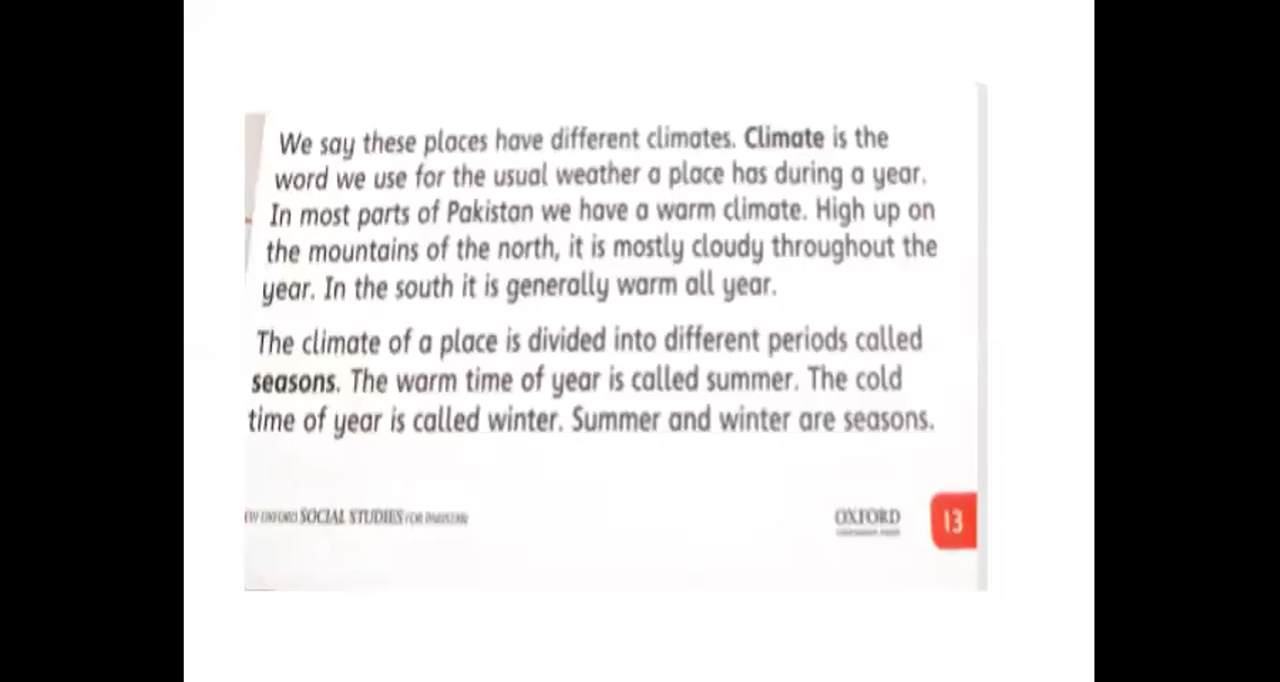 We say these places have different climates. Climate is the
word we use for the usual weather a place has during a year.
In most parts of Pakistan we have a warm climate. High up on
the mountains of the north, it is mostly cloudy throughout the
year. In the south it is generally warm all year.
The climate of a place is divided into different periods called
seasons. The warm time of year is called summer. The cold
time of year is called winter. Summer and winter are seasons.
SOCIAL STUDIES FOR PAKISTAN
OXFORD
13